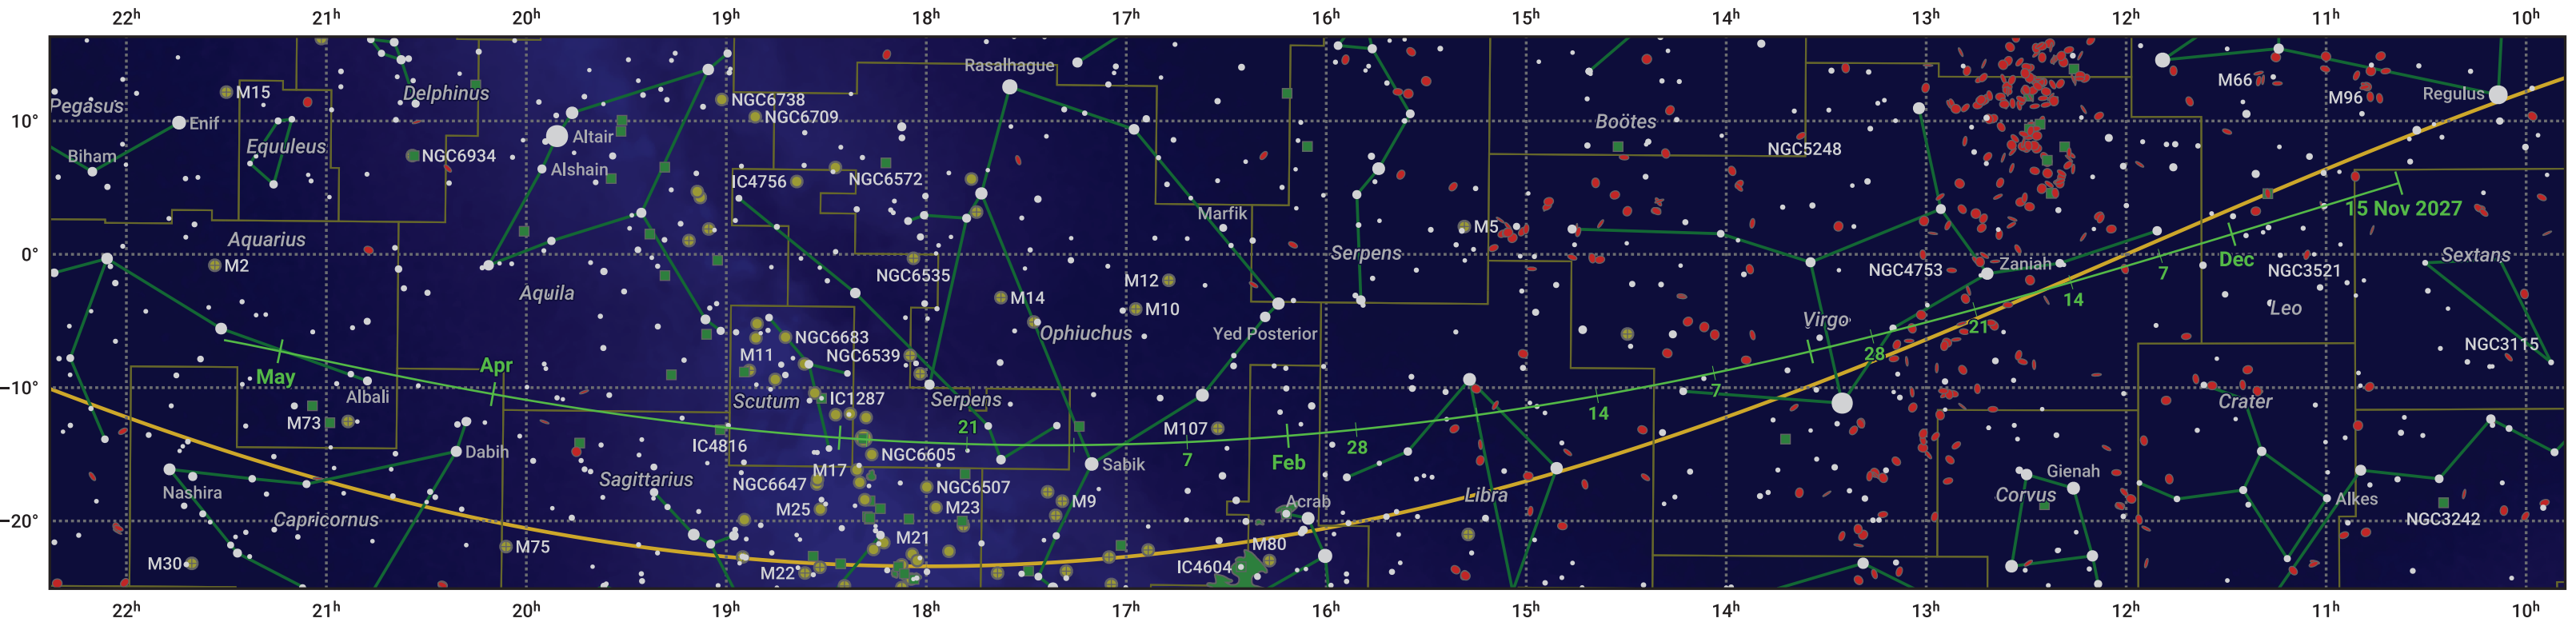 22h 21h 20h 19h 18h 17h 16h 15h 14h 13h 12h 11h 10h
Rasalhague
M66
Pegasus
M15
Delphinus
NGC6738
M96
Regulus
NGC6709
10°
Enif
Altair
Boötes
Equuleus
NGC5248
Biham
NGC6934
Alshain
IC4756
NGC6572
15 Nov 2027
Marfik
M5
Aquarius
0°
Serpens
Dec
Sextans
M2
NGC6535
M12
NGC4753
Zaniah
7
NGC3521
Aquila
M14
M10
14
Leo
Ophiuchus
Yed Posterior
Virgo
21
NGC6683
NGC3115
M11
NGC6539
28
May
Apr
−10°
7
Albali
Scutum
IC1287
Serpens
14
Crater
M73
21
M107
IC4816
28
Dabih
NGC6605
7
Feb
Sabik
M17
Gienah
Nashira
Sagittarius
NGC6647
NGC6507
Libra
Corvus
M9
Acrab
Alkes
M25
M23
−20°
Capricornus
NGC3242
M21
M75
M80
M30
M22
IC4604
22h 21h 20h 19h 18h 17h 16h 15h 14h 13h 12h 11h 10h